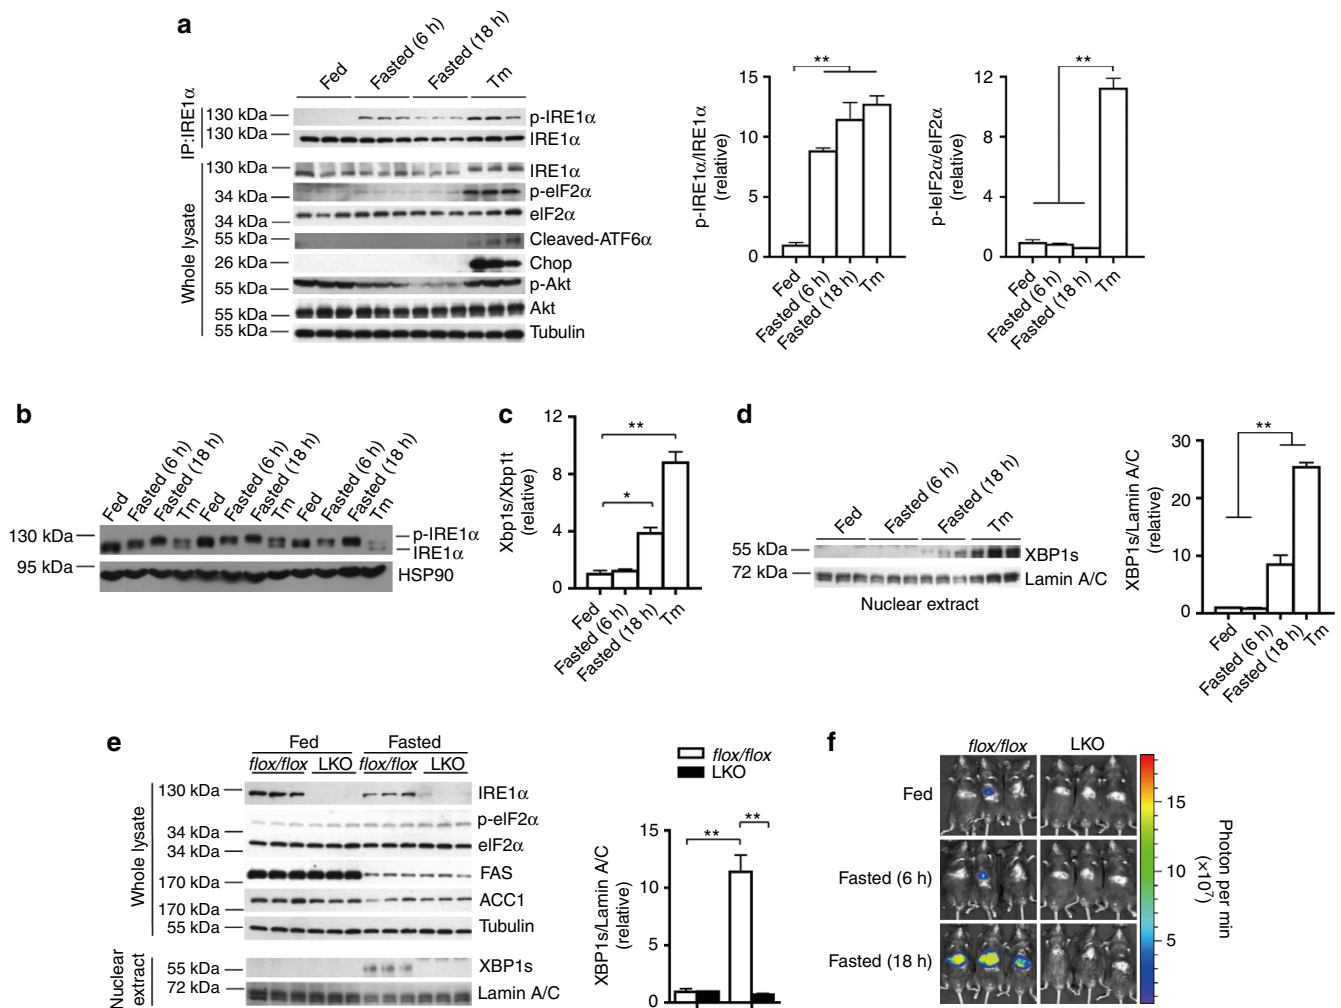 a
Fed
Fasted (6 h)
Fasted (18 h)
Tm
IP:IRE1α
130 kDa
p-IRE1α
130 kDa
IRE1α
Whole lysate
130 kDa
IRE1α
34 kDa
p-eIF2α
34 kDa
eIF2α
55 kDa
Cleaved-ATF6α
26 kDa
Chop
55 kDa
p-Akt
55 kDa
Akt
55 kDa
Tubulin
p-IRE1α/IRE1α
(relative)
15
10
5
0
**
Fed
Fasted (6 h)
Fasted (18 h)
Tm
p-IeIF2α/eIF2α
(relative)
12
8
4
0
**
Fed
Fasted (6 h)
Fasted (18 h)
Tm
b
Fed
Fasted (6 h)
Fasted (18 h)
Tm
Fed
Fasted (6 h)
Fasted (18 h)
Tm
Fed
Fasted (6 h)
Fasted (18 h)
Tm
130 kDa
p-IRE1α
IRE1α
95 kDa
HSP90
c
Xbp1s/Xbp1t
(relative)
12
8
4
0
**
*
Fed
Fasted (6 h)
Fasted (18 h)
Tm
d
Fed
Fasted (6 h)
Fasted (18 h)
Tm
55 kDa
XBP1s
72 kDa
Lamin A/C
Nuclear extract
XBP1s/Lamin A/C
(relative)
30
20
10
0
**
Fed
Fasted (6 h)
Fasted (18 h)
Tm
e
Fed
Fasted
flox/flox
LKO
flox/flox
LKO
Whole lysate
130 kDa
IRE1α
p-eIF2α
34 kDa
eIF2α
34 kDa
FAS
170 kDa
ACC1
170 kDa
Tubulin
55 kDa
Nuclear
extract
XBP1s
55 kDa
72 kDa
Lamin A/C
flox/flox
LKO
XBP1s/Lamin A/C
(relative)
15
10
5
0
**
**
f
flox/flox
LKO
Fed
Fasted (6 h)
Fasted (18 h)
15
10
5
Photon per min
(×10⁷)